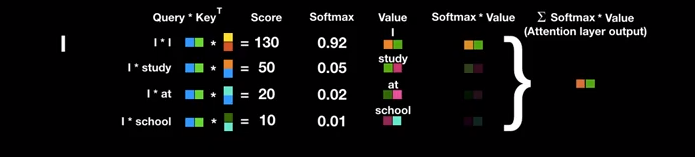 Query * Key^T Score Softmax Value Softmax * Value Σ Softmax * Value
(Attention layer output)
I
I * I * = 130 0.92 I
I * study * = 50 0.05 study
I * at * = 20 0.02 at
I * school * = 10 0.01 school
}